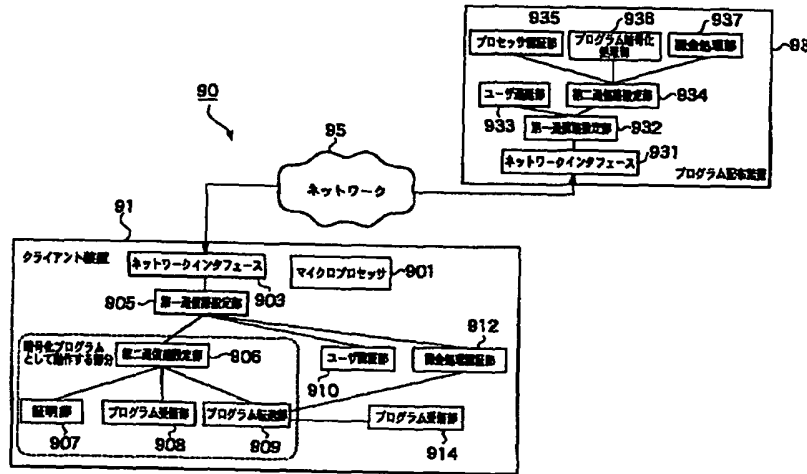 935
936
937
プロセッサ認証部
プログラム暗号化
処理部
課金処理部
93
ユーザ認証部
第二通信路設定部
934
933
第一通信路設定部
932
931
ネットワークインタフェース
プログラム配布装置
90
95
ネットワーク
91
クライアント装置
ネットワークインタフェース
903
マイクロプロセッサ
901
905
第一通信路設定部
912
暗号化プログラム
として動作する部分
第二通信路設定部
906
ユーザ認証部
910
課金処理認証部
証明部
907
プログラム受信部
908
プログラム転送部
909
プログラム受信部
914